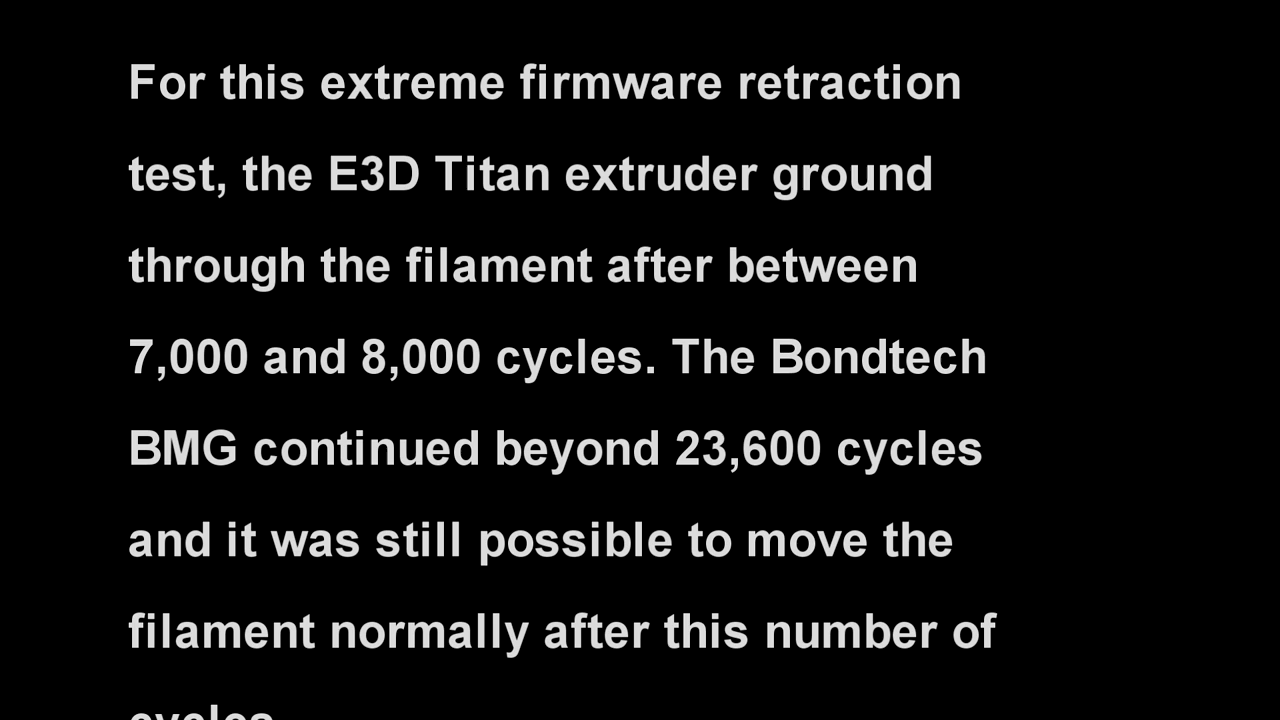 For this extreme firmware retraction
test, the E3D Titan extruder ground
through the filament after between
7,000 and 8,000 cycles. The Bondtech
BMG continued beyond 23,600 cycles
and it was still possible to move the
filament normally after this number of
cycles